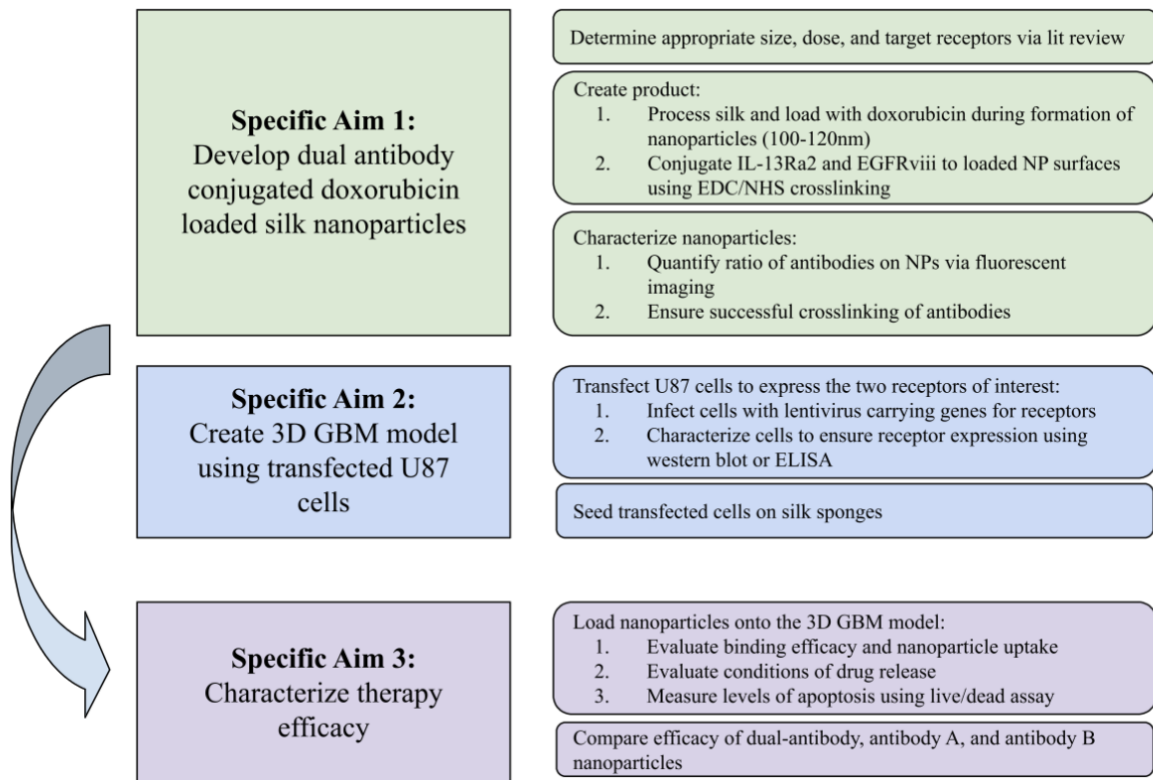 Specific Aim 1:
Develop dual antibody
conjugated doxorubicin
loaded silk nanoparticles
Determine appropriate size, dose, and target receptors via lit review
Create product:
1. Process silk and load with doxorubicin during formation of
nanoparticles (100-120nm)
2. Conjugate IL-13Ra2 and EGFRviii to loaded NP surfaces
using EDC/NHS crosslinking
Characterize nanoparticles:
1. Quantify ratio of antibodies on NPs via fluorescent
imaging
2. Ensure successful crosslinking of antibodies
Specific Aim 2:
Create 3D GBM model
using transfected U87
cells
Transfect U87 cells to express the two receptors of interest:
1. Infect cells with lentivirus carrying genes for receptors
2. Characterize cells to ensure receptor expression using
western blot or ELISA
Seed transfected cells on silk sponges
Specific Aim 3:
Characterize therapy
efficacy
Load nanoparticles onto the 3D GBM model:
1. Evaluate binding efficacy and nanoparticle uptake
2. Evaluate conditions of drug release
3. Measure levels of apoptosis using live/dead assay
Compare efficacy of dual-antibody, antibody A, and antibody B
nanoparticles